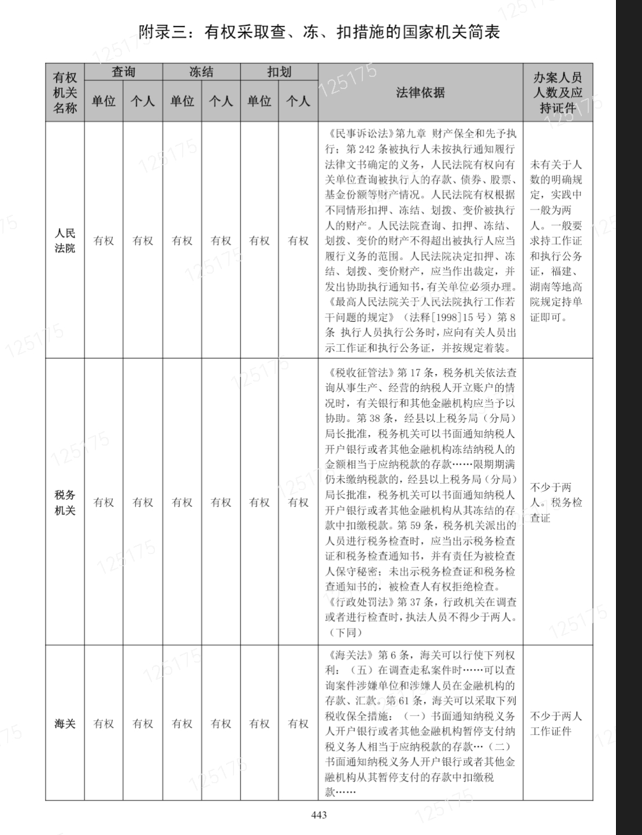 附录三：有权采取查、冻、扣措施的国家机关简表
有权
机关
名称
查询
冻结
扣划
法律依据
办案人员
人数及应
持证件
单位 个人 单位 个人 单位 个人
人民
法院
有权 有权 有权 有权 有权 有权
《民事诉讼法》第九章 财产保全和先予执
行；第 242 条被执行人未按执行通知履行
法律文书确定的义务，人民法院有权向有
关单位查询被执行人的存款、债券、股票、
基金份额等财产情况。人民法院有权根据
不同情形扣押、冻结、划拨、变价被执行
人的财产。人民法院查询、扣押、冻结、
划拨、变价的财产不得超出被执行人应当
履行义务的范围。人民法院决定扣押、冻
结、划拨、变价财产，应当作出裁定，并
发出协助执行通知书，有关单位必须办理。
《最高人民法院关于人民法院执行工作若
干问题的规定》（法释[1998]15 号）第 8
条 执行人员执行公务时，应向有关人员出
示工作证和执行公务证，并按规定着装。
未有关于人
数的明确规
定，实践中
一般为两
人。一般要
求持工作证
和执行公务
证，福建、
湖南等地高
院规定持单
证即可。
税务
机关
有权 有权 有权 有权 有权 有权
《税收征管法》第 17 条，税务机关依法查
询从事生产、经营的纳税人开立账户的情
况时，有关银行和其他金融机构应当予以
协助。第 38 条，经县以上税务局（分局）
局长批准，税务机关可以书面通知纳税人
开户银行或者其他金融机构冻结纳税人的
金额相当于应纳税款的存款……限期期满
仍未缴纳税款的，经县以上税务局（分局）
局长批准，税务机关可以书面通知纳税人
开户银行或者其他金融机构从其冻结的存
款中扣缴税款。第 59 条，税务机关派出的
人员进行税务检查时，应当出示税务检查
证和税务检查通知书，并有责任为被检查
人保守秘密；未出示税务检查证和税务检
查通知书的，被检查人有权拒绝检查。
《行政处罚法》第 37 条，行政机关在调查
或者进行检查时，执法人员不得少于两人。
（下同）
不少于两
人。税务检
查证
海关
有权 有权 有权 有权 有权 有权
《海关法》第 6 条，海关可以行使下列权
利：（五）在调查走私案件时……可以查
询案件涉嫌单位和涉嫌人员在金融机构的
存款、汇款。第 61 条，海关可以采取下列
税收保全措施：（一）书面通知纳税义务
人开户银行或者其他金融机构暂停支付纳
税义务人相当于应纳税款的存款…（二）
书面通知纳税义务人开户银行或者其他金
融机构从其暂停支付的存款中扣缴税
款……
不少于两人
工作证件
443
125175